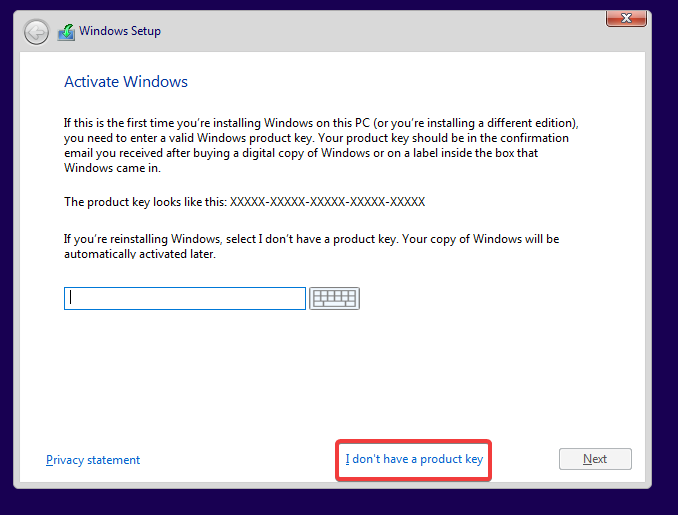 Windows Setup
Activate Windows
If this is the first time you're installing Windows on this PC (or you're installing a different edition),
you need to enter a valid Windows product key. Your product key should be in the confirmation
email you received after buying a digital copy of Windows or on a label inside the box that
Windows came in.
The product key looks like this: XXXXX-XXXXX-XXXXX-XXXXX-XXXXX
If you're reinstalling Windows, select I don't have a product key. Your copy of Windows will be
automatically activated later.
Privacy statement
I don't have a product key
Next